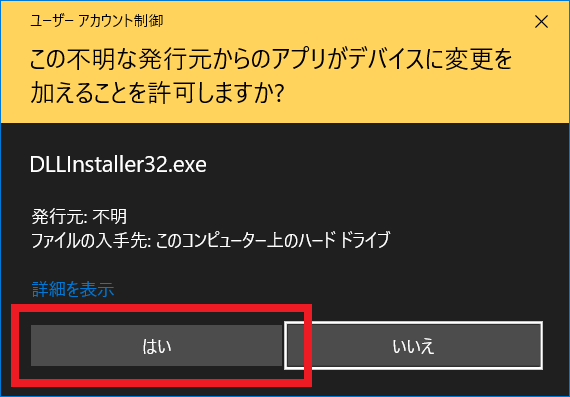 ユーザー アカウント制御
この不明な発行元からのアプリがデバイスに変更を
加えることを許可しますか?
DLLInstaller32.exe
発行元: 不明
ファイルの入手先: このコンピューター上のハード ドライブ
詳細を表示
はい
いいえ